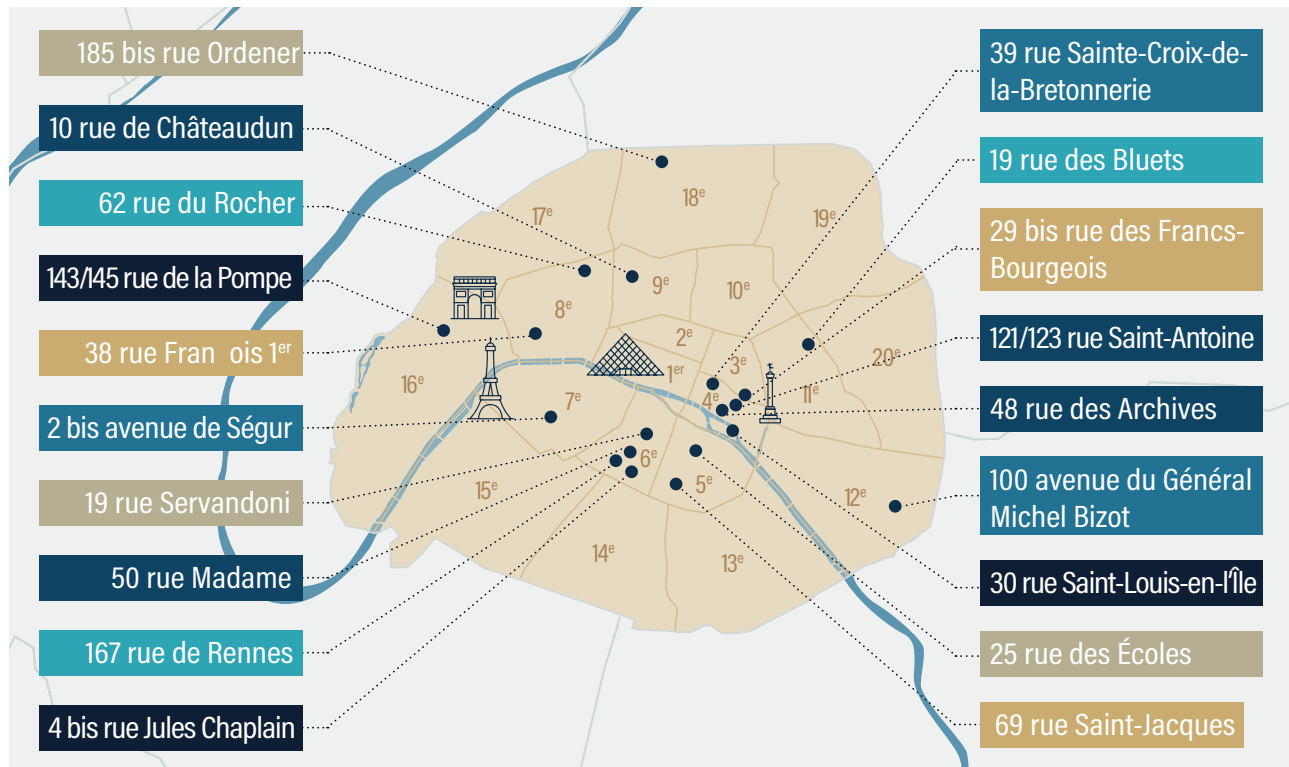 185 bis rue Ordener
10 rue de Châteaudun
62 rue du Rocher
143/145 rue de la Pompe
38 rue Fran ois 1er
2 bis avenue de Ségur
19 rue Servandoni
50 rue Madame
167 rue de Rennes
4 bis rue Jules Chaplain
18e
17e
19e
9e
10e
8e
2e
3e
1er
20e
16e
4e
11e
7e
6e
5e
15e
12e
14e
13e
39 rue Sainte-Croix-de-
la-Bretonnerie
19 rue des Bluets
29 bis rue des Francs-
Bourgeois
121/123 rue Saint-Antoine
48 rue des Archives
100 avenue du Général
Michel Bizot
30 rue Saint-Louis-en-l'Île
25 rue des Écoles
69 rue Saint-Jacques